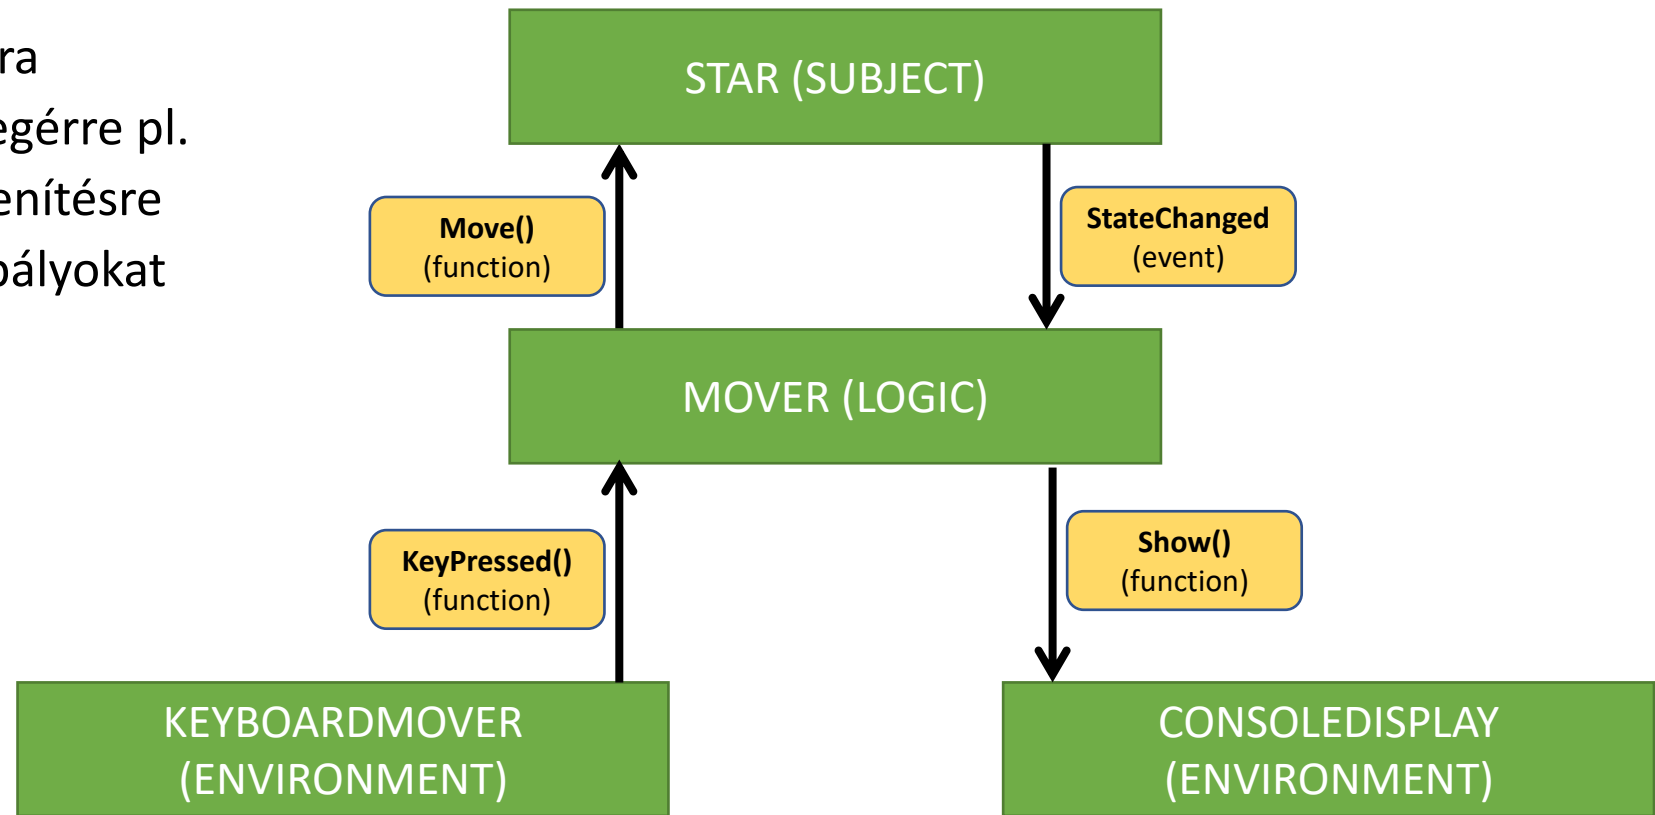 ra
egérre pl.
enítésre
pályokat
STAR (SUBJECT)
Move()
(function)
StateChanged
(event)
MOVER (LOGIC)
KeyPressed()
(function)
Show()
(function)
KEYBOARDMOVER
(ENVIRONMENT)
CONSOLEDISPLAY
(ENVIRONMENT)